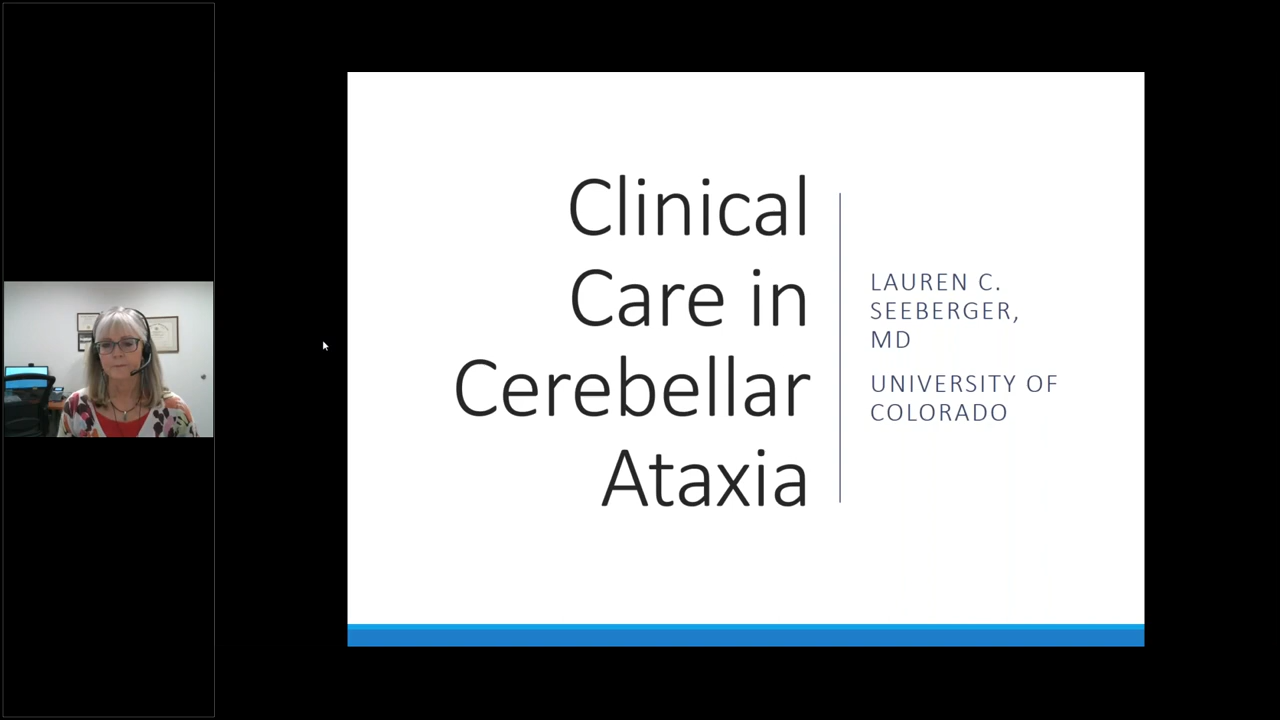 Clinical
Care in
Cerebellar
Ataxia
LAUREN C.
SEEBERGER,
MD
UNIVERSITY OF
COLORADO